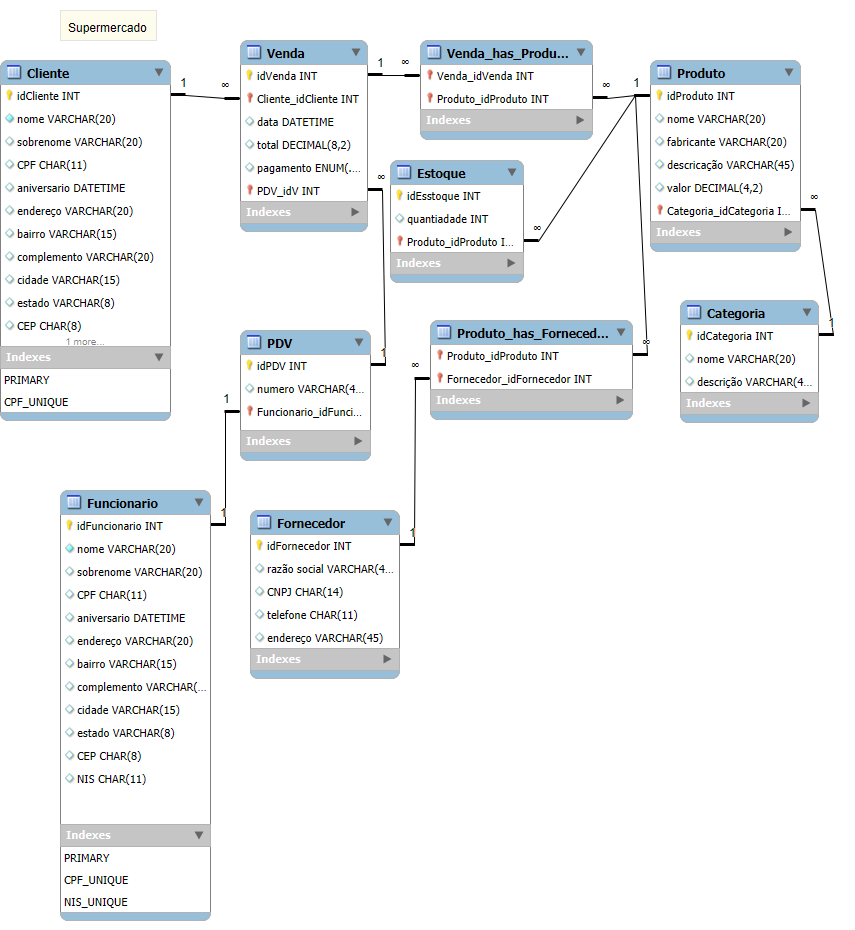 Supermercado
Cliente
idCliente INT
nome VARCHAR(20)
sobrenome VARCHAR(20)
CPF CHAR(11)
aniversario DATETIME
endereço VARCHAR(20)
bairro VARCHAR(15)
complemento VARCHAR(20)
cidade VARCHAR(15)
estado VARCHAR(8)
CEP CHAR(8)
1 more...
Indexes
PRIMARY
CPF_UNIQUE
1
∞
Venda
idVenda INT
Cliente_idCliente INT
data DATETIME
total DECIMAL(8,2)
pagamento ENUM(....
PDV_idV INT
Indexes
1
∞
∞
1
Venda_has_Produ...
Venda_idVenda INT
Produto_idProduto INT
Indexes
∞
1
Produto
idProduto INT
nome VARCHAR(20)
fabricante VARCHAR(20)
descricação VARCHAR(45)
valor DECIMAL(4,2)
Categoria_idCategoria I...
Indexes
∞
1
Estoque
idEsstoque INT
quantiadade INT
Produto_idProduto I...
Indexes
∞
Categoria
idCategoria INT
nome VARCHAR(20)
descrição VARCHAR(4...
Indexes
PDV
idPDV INT
numero VARCHAR(4...
Funcionario_idFunci...
Indexes
1
1
Produto_has_Forneced...
Produto_idProduto INT
Fornecedor_idFornecedor INT
Indexes
∞
∞
1
Funcionario
idFuncionario INT
nome VARCHAR(20)
sobrenome VARCHAR(20)
CPF CHAR(11)
aniversario DATETIME
endereço VARCHAR(20)
bairro VARCHAR(15)
complemento VARCHAR(...
cidade VARCHAR(15)
estado VARCHAR(8)
CEP CHAR(8)
NIS CHAR(11)
Indexes
PRIMARY
CPF_UNIQUE
NIS_UNIQUE
Fornecedor
idFornecedor INT
razão social VARCHAR(4...
CNPJ CHAR(14)
telefone CHAR(11)
endereço VARCHAR(45)
Indexes